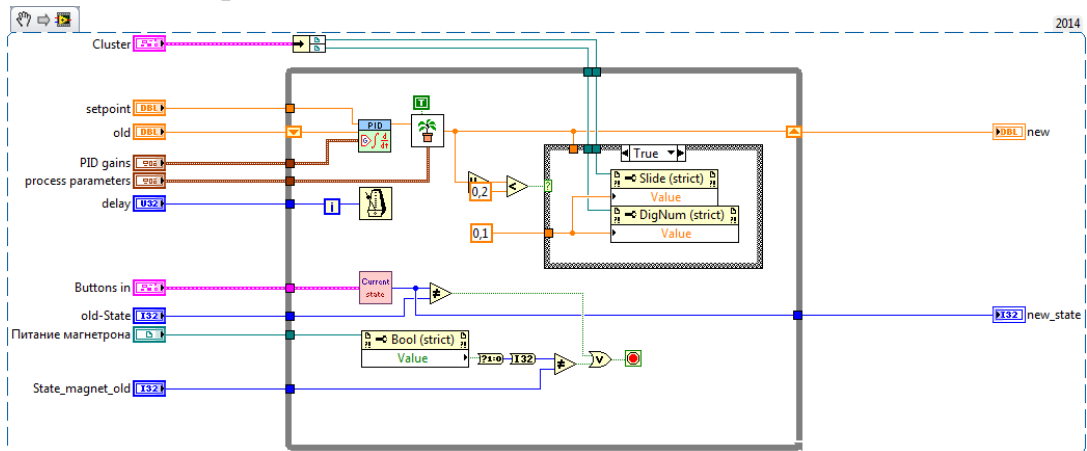 2014
Cluster
setpoint DBL
old DBL
PID gains
process parameters
delay U32
PID
T
DBL new
True
Slide (strict)
Value
DigNum (strict)
Value
0,2
<
?
0,1
i
Buttons in
old-State I32
Питание магнетрона
State_magnet_old I32
Current
state
≠
Bool (strict)
Value
?1:0
I32
≠
V
I32 new_state